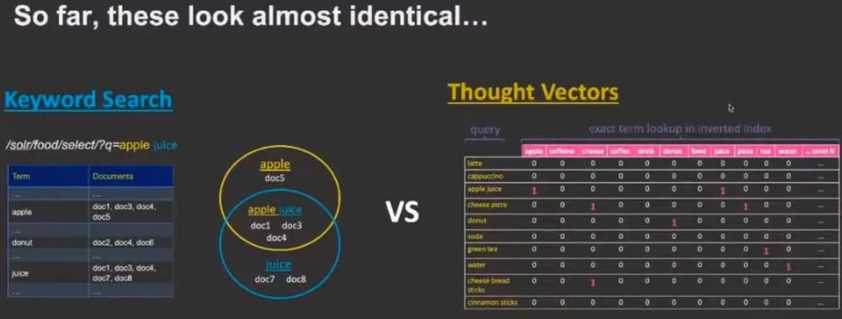 So far, these look almost identical...
Keyword Search
/solr/food/select/?q=apple juice
Term Documents
... ...
apple doc1, doc3, doc4, doc5
... ...
donut doc2, doc4, doc6
... ...
juice doc1, doc3, doc4, doc7, doc8
... ...
apple
doc5
apple juice
doc1 doc3
doc4
juice
doc7 doc8
VS
Thought Vectors
query exact term lookup in inverted index
apple caffeine cheese coffee drink donut food juice pizza tea water ... term N
latte 0 0 0 0 0 0 0 0 0 0 0 ...
cappuccino 0 0 0 0 0 0 0 0 0 0 0 ...
apple juice 1 0 0 0 0 0 0 1 0 0 0 ...
cheese pizza 0 0 1 0 0 0 0 0 1 0 0 ...
donut 0 0 0 0 0 1 0 0 0 0 0 ...
soda 0 0 0 0 0 0 0 0 0 0 0 ...
green tea 0 0 0 0 0 0 0 0 0 1 0 ...
water 0 0 0 0 0 0 0 0 0 0 1 ...
cheese bread sticks 0 0 1 0 0 0 0 0 0 0 0 ...
cinnamon sticks 0 0 0 0 0 0 0 0 0 0 0 ...